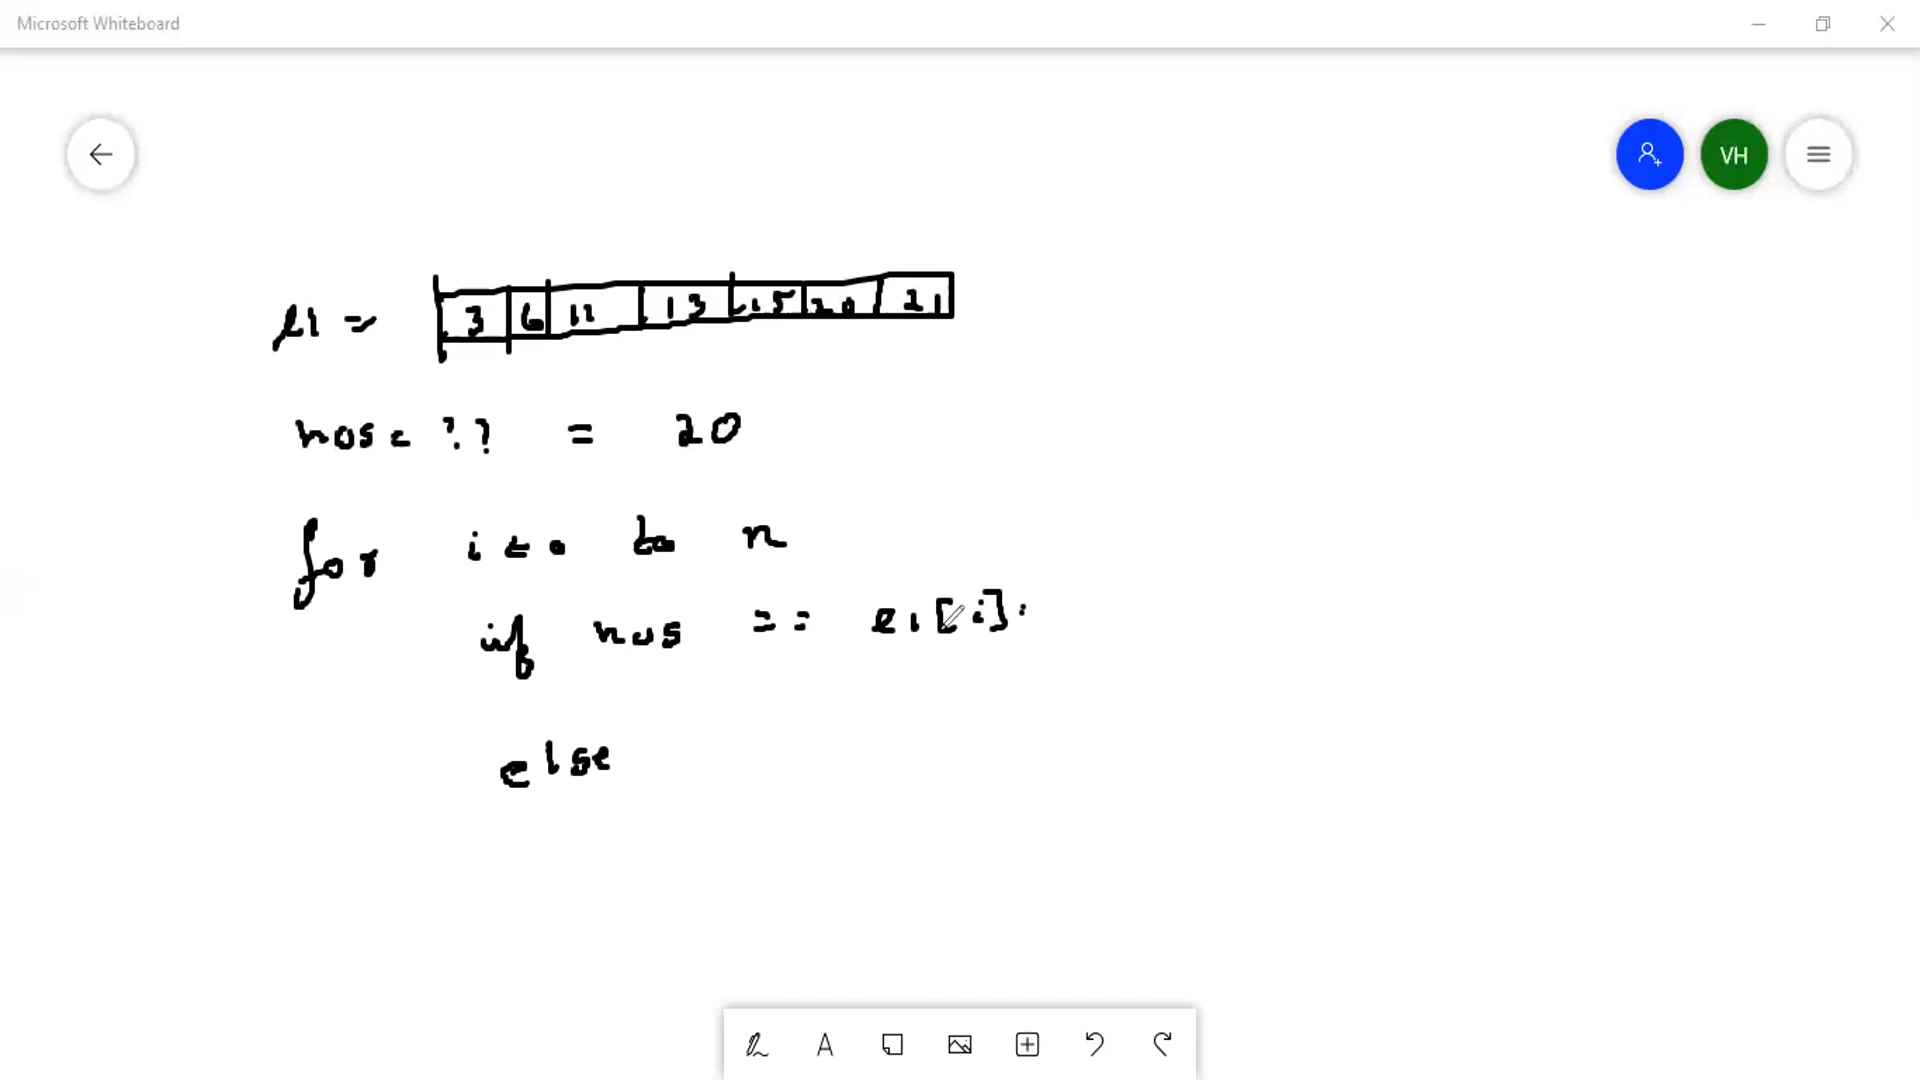 Microsoft Whiteboard
VH
l1 = 3 6 11 13 15 20 21
nos = ?? = 20
for i = 0 to n
if nos == l1[i]:
else